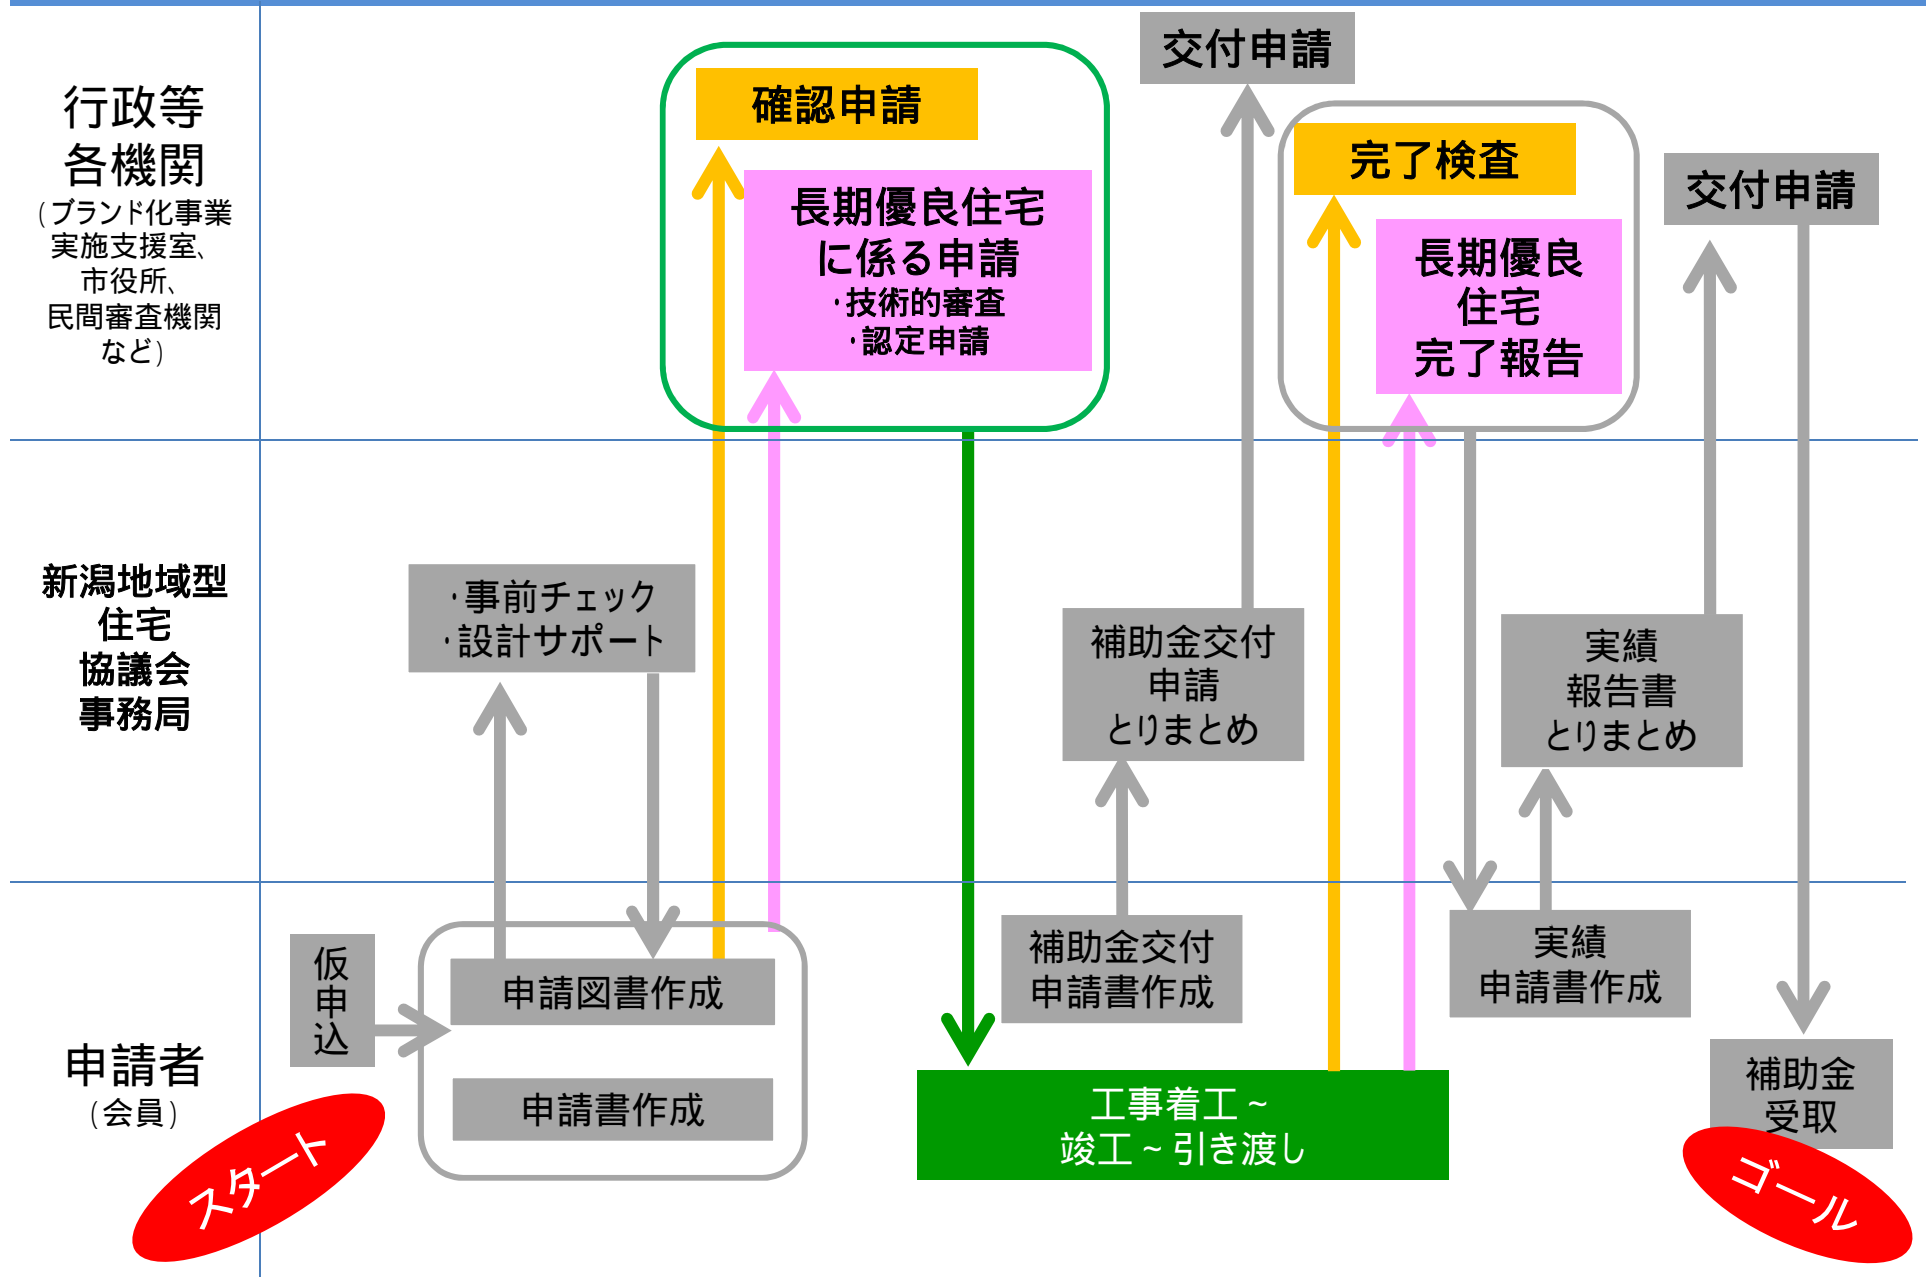 行政等
各機関
(ブランド化事業
実施支援室、
市役所、
民間審査機関
など)
確認申請
長期優良住宅
に係る申請
・技術的審査
・認定申請
交付申請
完了検査
長期優良
住宅
完了報告
交付申請
新潟地域型
住宅
協議会
事務局
・事前チェック
・設計サポート
補助金交付
申請
とりまとめ
実績
報告書
とりまとめ
申請者
(会員)
スタート
仮
申
込
申請図書作成
申請書作成
補助金交付
申請書作成
工事着工~
竣工~引き渡し
実績
申請書作成
補助金
受取
ゴール